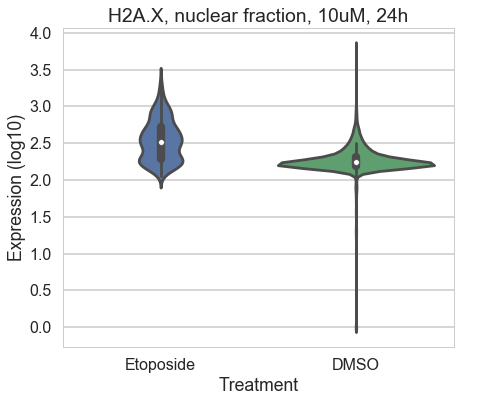 H2A.X, nuclear fraction, 10uM, 24h
Expression (log10)
4.0
3.5
3.0
2.5
2.0
1.5
1.0
0.5
0.0
Etoposide DMSO
Treatment